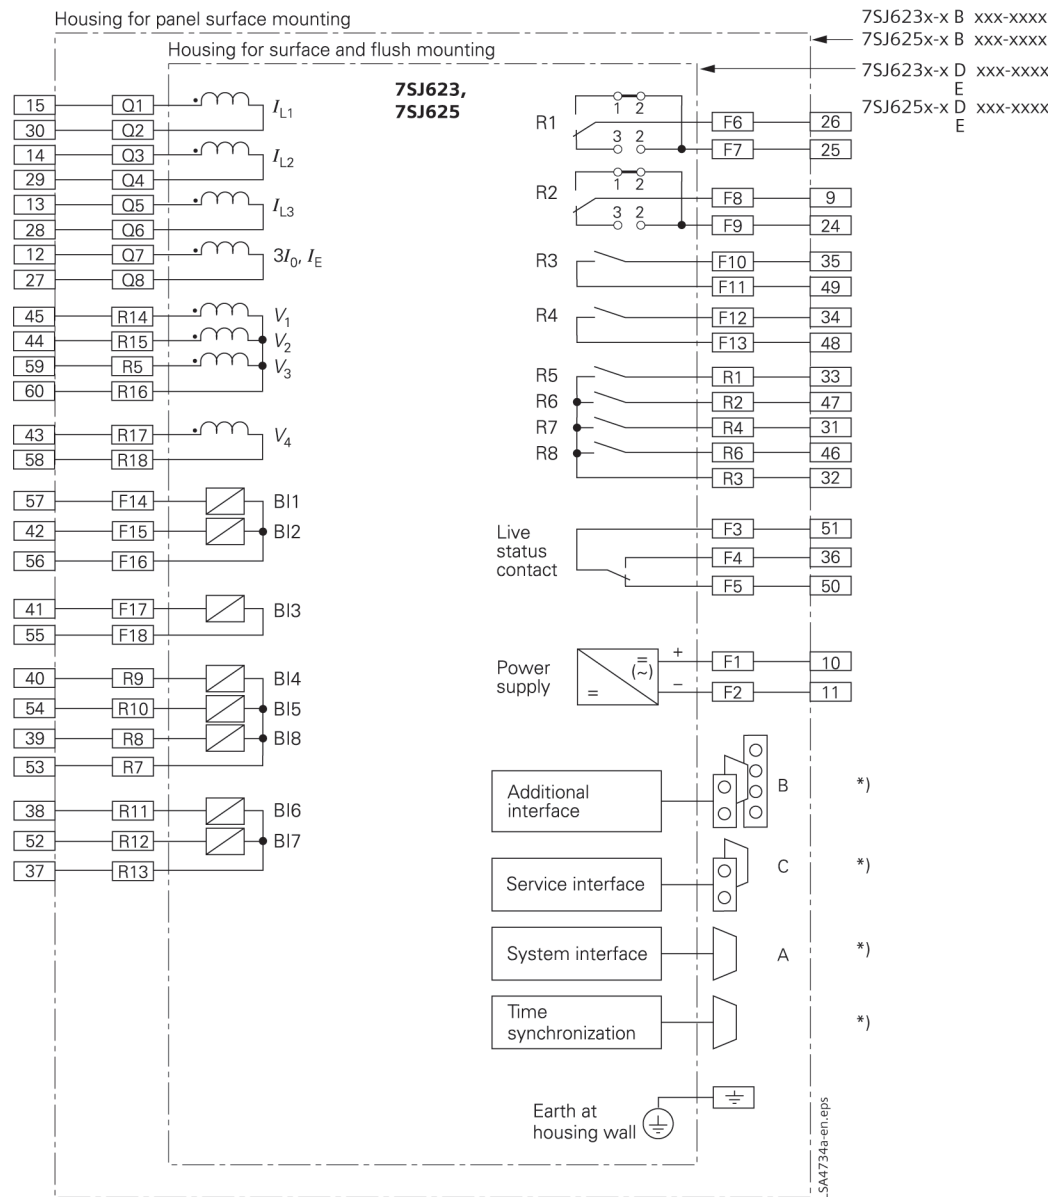 Housing for panel surface mounting
7SJ623x-x B xxx-xxxx
7SJ625x-x B xxx-xxxx
Housing for surface and flush mounting
7SJ623x-x D xxx-xxxx
E
7SJ625x-x D xxx-xxxx
E
7SJ623,
7SJ625
15 Q1 IL1
30 Q2
14 Q3 IL2
29 Q4
13 Q5 IL3
28 Q6
12 Q7 3I0, IE
27 Q8
45 R14 V1
44 R15 V2
59 R5 V3
60 R16
43 R17 V4
58 R18
57 F14 BI1
42 F15 BI2
56 F16
41 F17 BI3
55 F18
40 R9 BI4
54 R10 BI5
39 R8 BI8
53 R7
38 R11 BI6
52 R12 BI7
37 R13
1 2
R1 F6 26
3 2
F7 25
1 2
R2 F8 9
3 2
F9 24
R3 F10 35
F11 49
R4 F12 34
F13 48
R5 R1 33
R6 R2 47
R7 R4 31
R8 R6 46
R3 32
Live
status
contact
F3 51
F4 36
F5 50
Power
supply
= (~)
=
+ F1 10
– F2 11
Additional
interface
B *)
Service interface C *)
System interface A *)
Time
synchronization
*)
Earth at
housing wall
SA4734a-en.eps